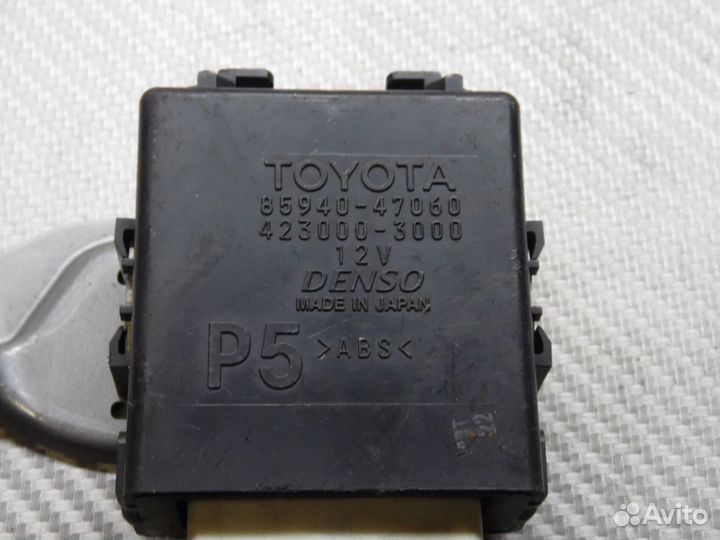 TOYOTA
85940-47060
423000-3000
12V
DENSO
MADE IN JAPAN
P5 >ABS<
Avito